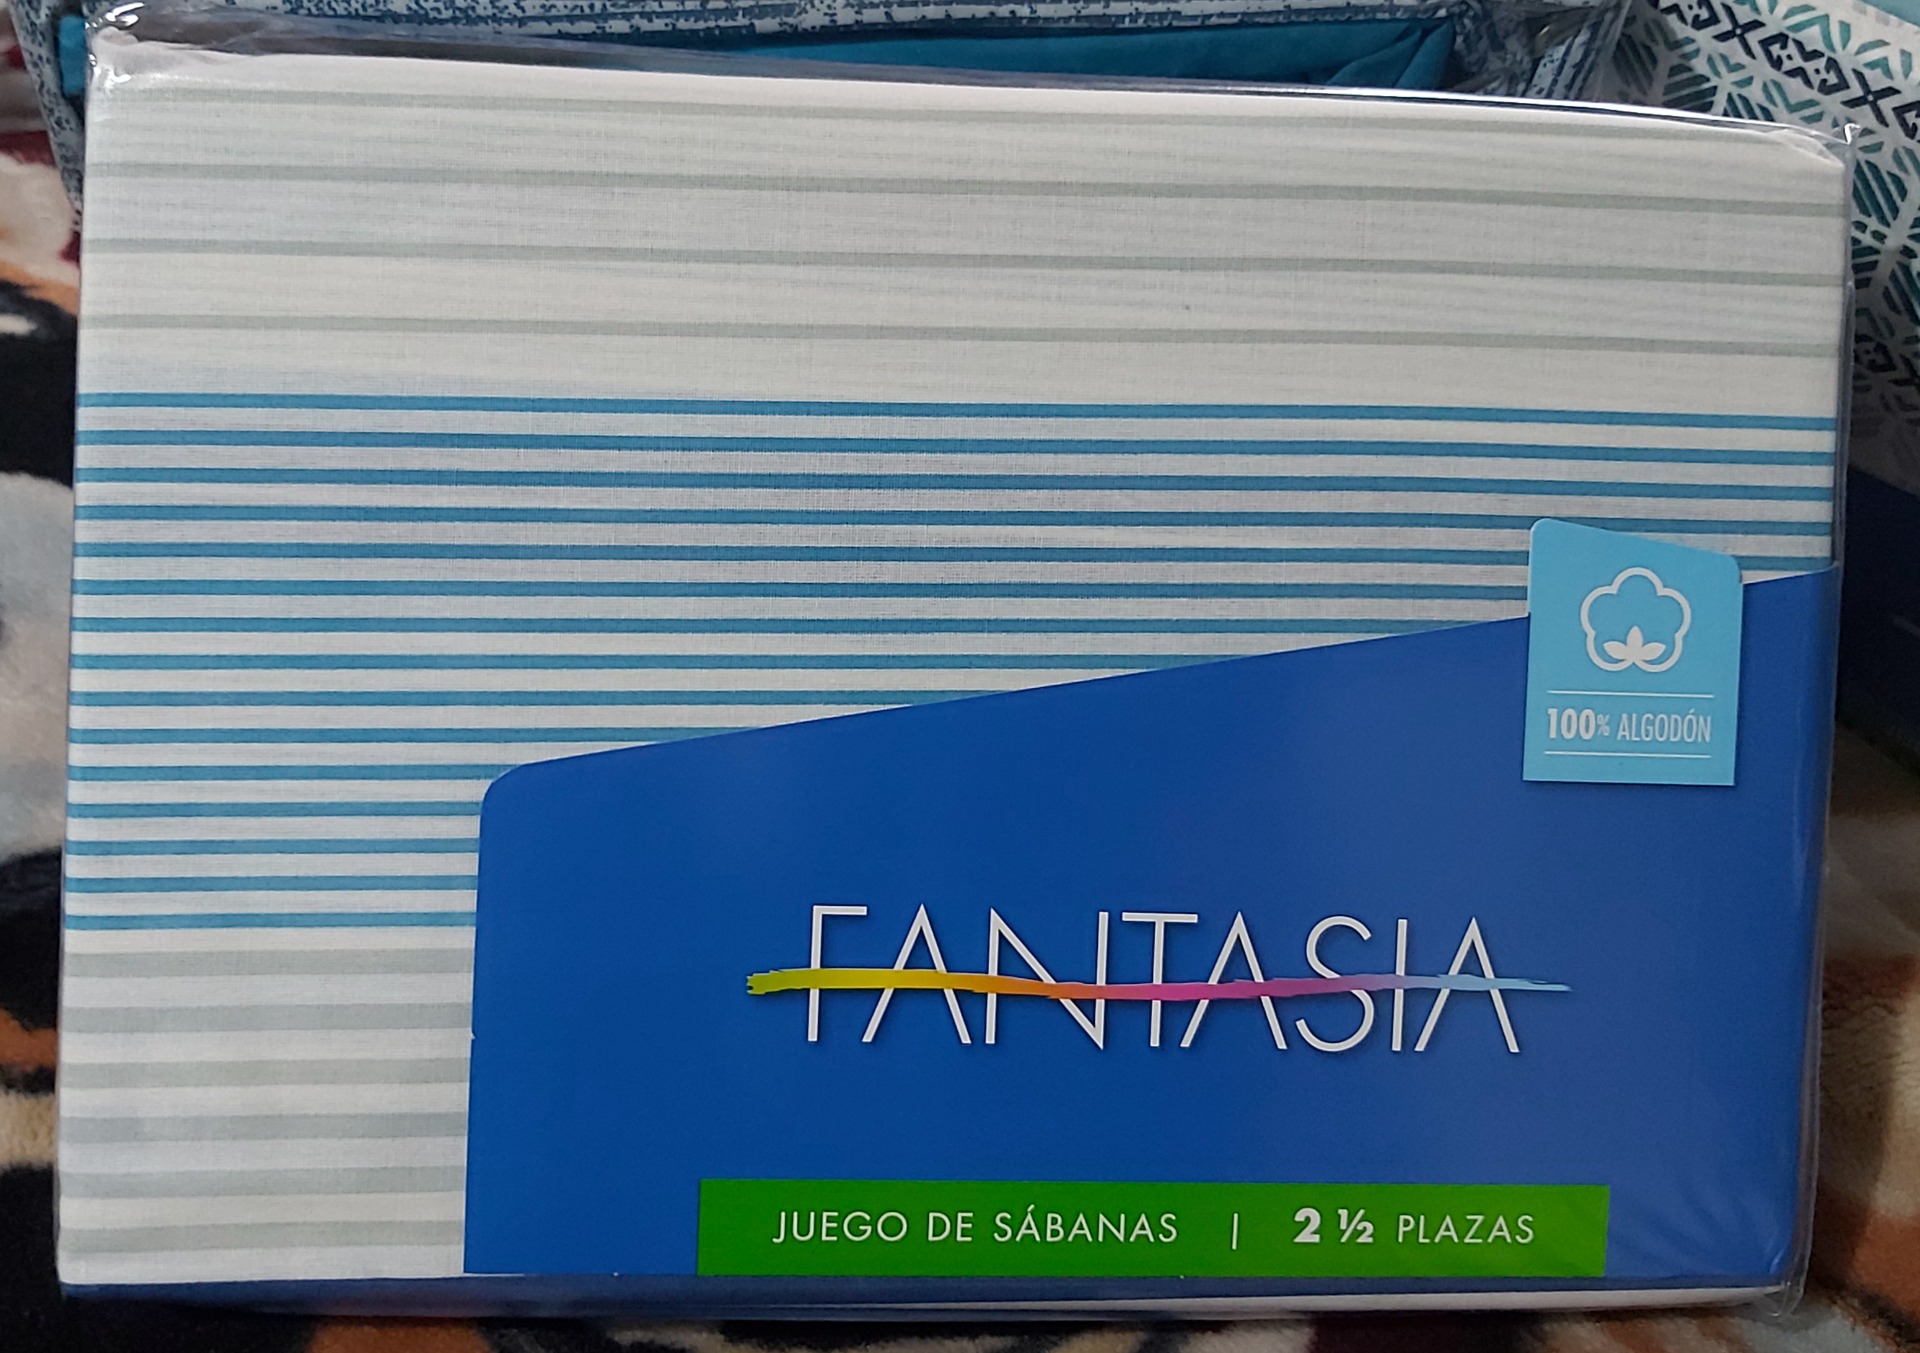 100% ALGODÓN
FANTASIA
JUEGO DE SÁBANAS | 2 ½ PLAZAS